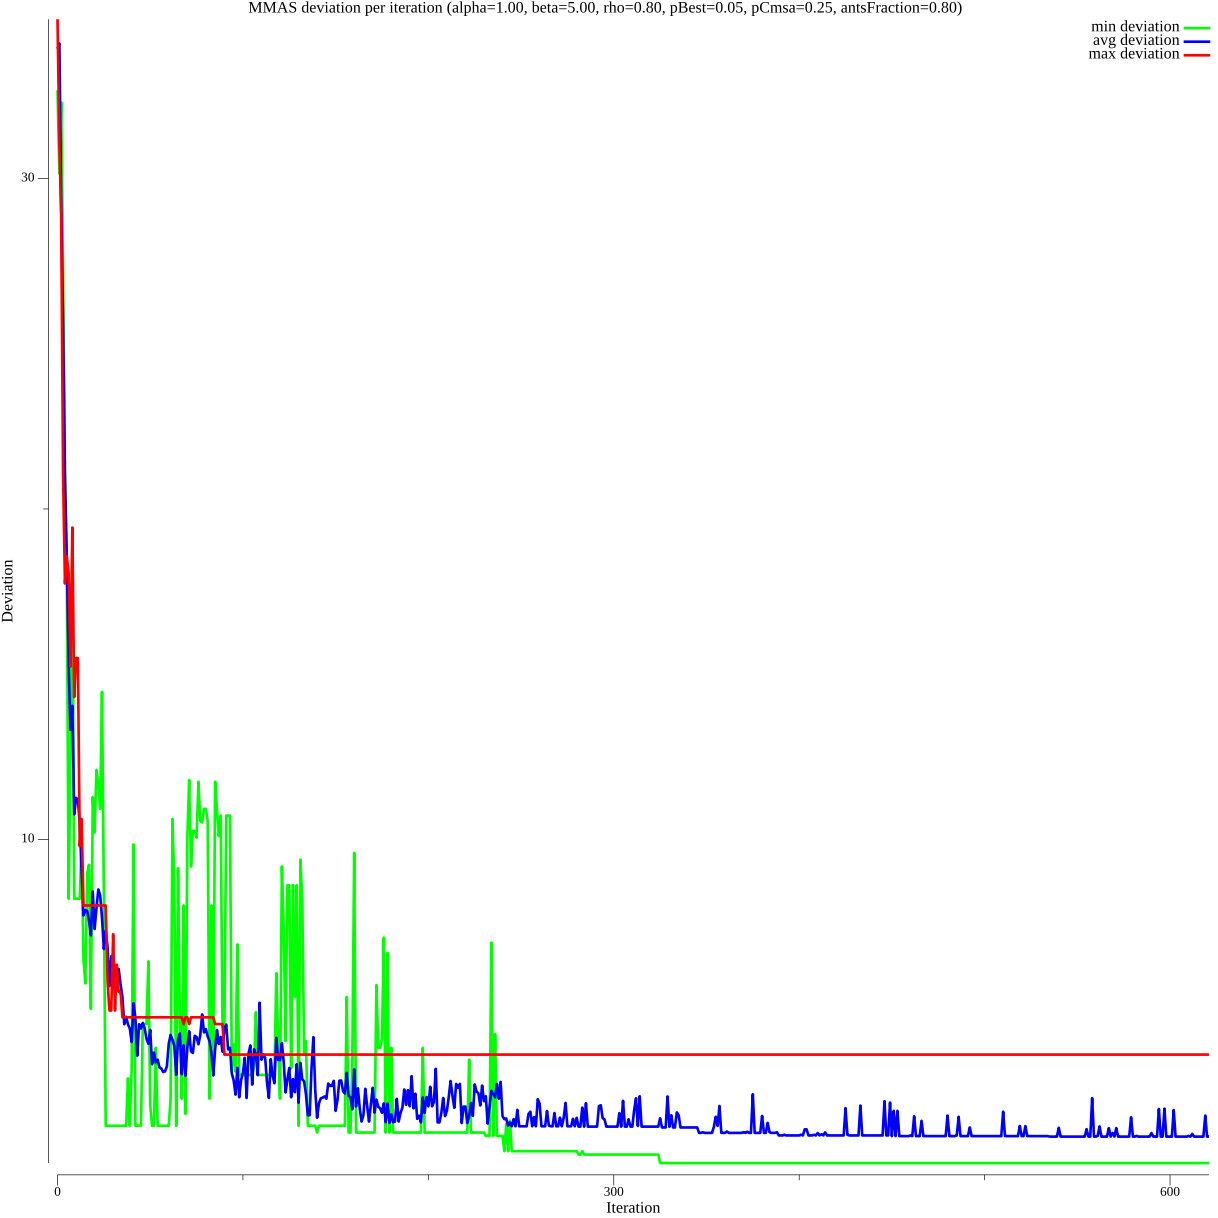 MMAS deviation per iteration (alpha=1.00, beta=5.00, rho=0.80, pBest=0.05, pCmsa=0.25, antsFraction=0.80)
min deviation
avg deviation
max deviation
30
10
Deviation
0
300
600
Iteration